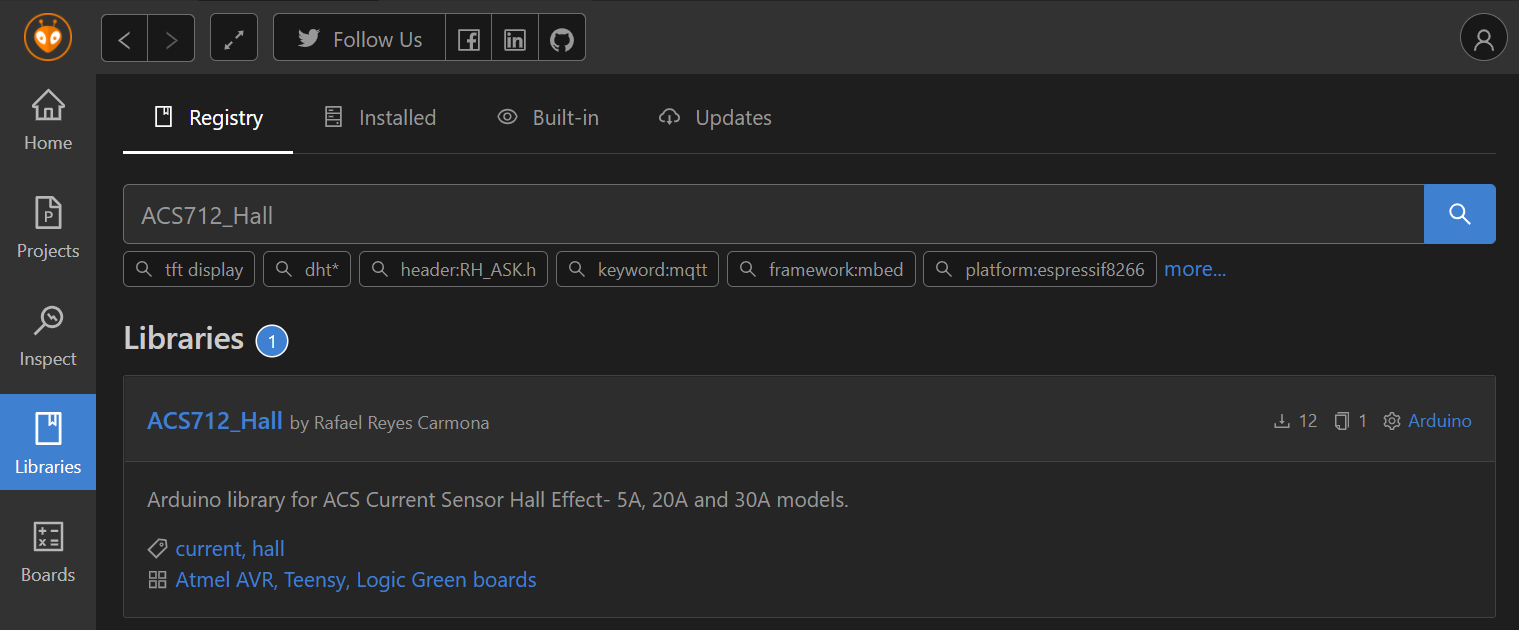 Follow Us
Home
Projects
Inspect
Libraries
Boards
Registry Installed Built-in Updates
ACS712_Hall
tft display dht* header:RH_ASK.h keyword:mqtt framework:mbed platform:espressif8266 more...
Libraries 1
ACS712_Hall by Rafael Reyes Carmona 12 1 Arduino
Arduino library for ACS Current Sensor Hall Effect- 5A, 20A and 30A models.
current, hall
Atmel AVR, Teensy, Logic Green boards